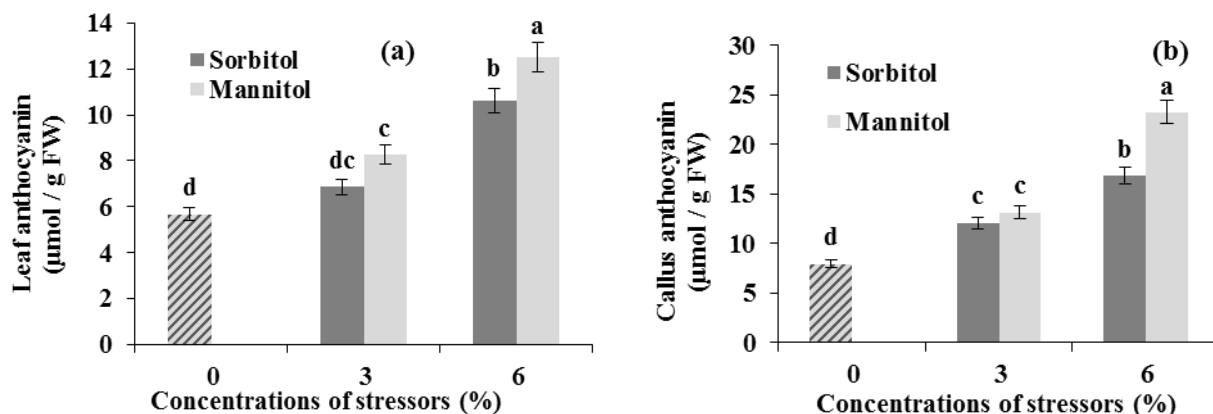 14
12
10
8
6
4
2
0
Leaf anthocyanin
(µmol / g FW)
Sorbitol
Mannitol
(a)
d
dc
c
b
a
0 3 6
Concentrations of stressors (%)
30
25
20
15
10
5
0
Callus anthocyanin
(µmol / g FW)
Sorbitol
Mannitol
(b)
d
c
c
b
a
0 3 6
Concentrations of stressors (%)